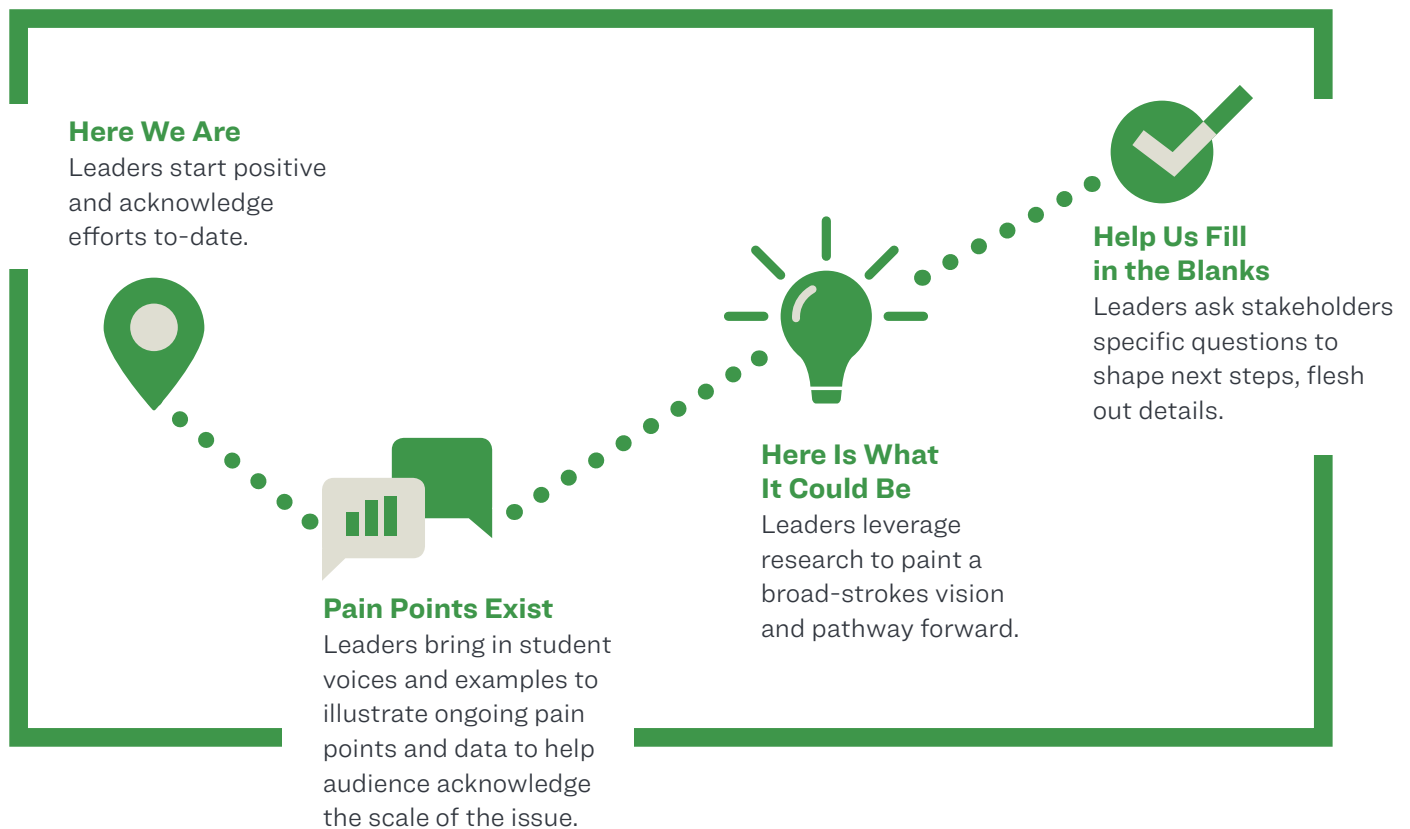 Here We Are
Leaders start positive
and acknowledge
efforts to-date.
Pain Points Exist
Leaders bring in student
voices and examples to
illustrate ongoing pain
points and data to help
audience acknowledge
the scale of the issue.
Here Is What
It Could Be
Leaders leverage
research to paint a
broad-strokes vision
and pathway forward.
Help Us Fill
in the Blanks
Leaders ask stakeholders
specific questions to
shape next steps, flesh
out details.